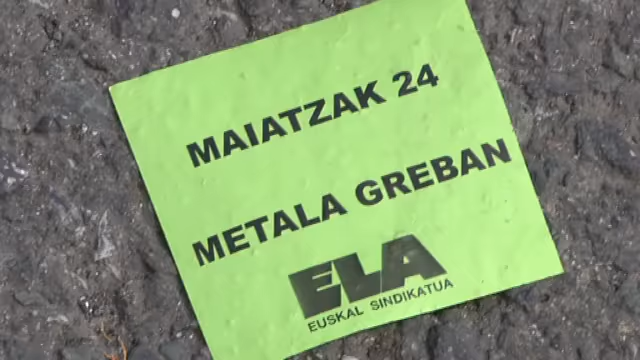 MAIATZAK 24
METALA GREBAN
ELA
EUSKAL SINDIKATUA